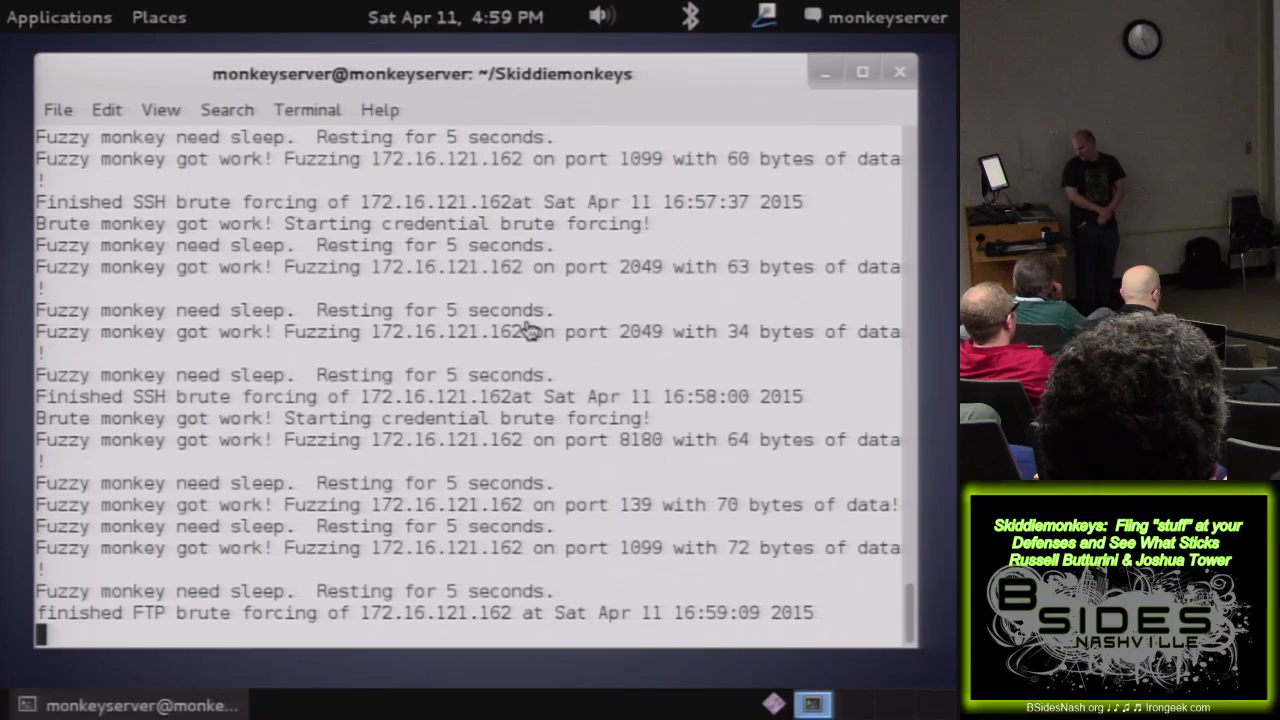 Applications Places Sat Apr 11, 4:59 PM monkeyserver
monkeyserver@monkeyserver: ~/Skiddiemonkeys
File Edit View Search Terminal Help
Fuzzy monkey need sleep.  Resting for 5 seconds.
Fuzzy monkey got work! Fuzzing 172.16.121.162 on port 1099 with 60 bytes of data
!
Finished SSH brute forcing of 172.16.121.162at Sat Apr 11 16:57:37 2015
Brute monkey got work! Starting credential brute forcing!
Fuzzy monkey need sleep.  Resting for 5 seconds.
Fuzzy monkey got work! Fuzzing 172.16.121.162 on port 2049 with 63 bytes of data
!
Fuzzy monkey need sleep.  Resting for 5 seconds.
Fuzzy monkey got work! Fuzzing 172.16.121.162 on port 2049 with 34 bytes of data
!
Fuzzy monkey need sleep.  Resting for 5 seconds.
Finished SSH brute forcing of 172.16.121.162at Sat Apr 11 16:58:00 2015
Brute monkey got work! Starting credential brute forcing!
Fuzzy monkey got work! Fuzzing 172.16.121.162 on port 8180 with 64 bytes of data
!
Fuzzy monkey need sleep.  Resting for 5 seconds.
Fuzzy monkey got work! Fuzzing 172.16.121.162 on port 139 with 70 bytes of data!
Fuzzy monkey need sleep.  Resting for 5 seconds.
Fuzzy monkey got work! Fuzzing 172.16.121.162 on port 1099 with 72 bytes of data
!
Fuzzy monkey need sleep.  Resting for 5 seconds.
finished FTP brute forcing of 172.16.121.162 at Sat Apr 11 16:59:09 2015
monkeyserver@monke...
Skiddiemonkeys: Fling "stuff" at your
Defenses and See What Sticks
Russell Butturini & Joshua Tower
BSIDES
NASHVILLE
BSidesNash.org ♩♪♫♬ Irongeek.com